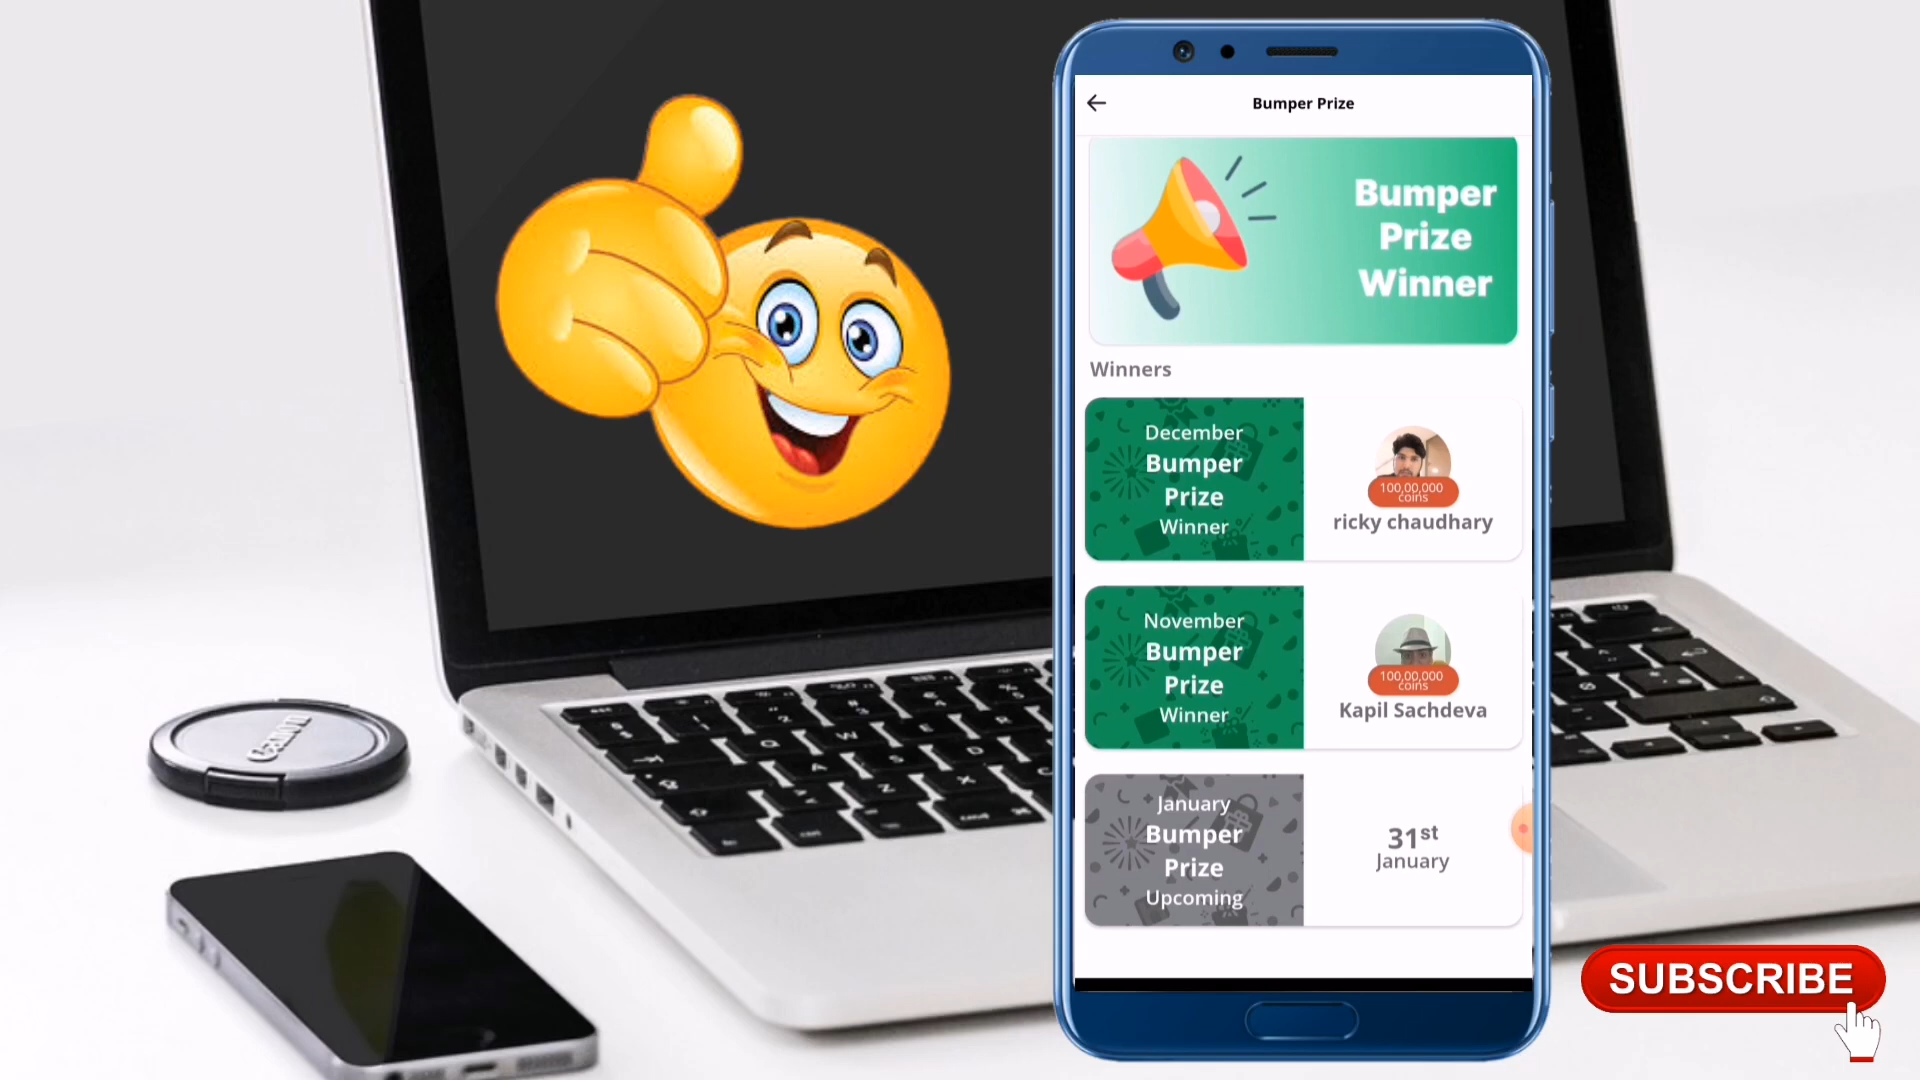 Bumper Prize
Bumper
Prize
Winner
Winners
December
Bumper
Prize
Winner
100,00,000
coins
ricky chaudhary
November
Bumper
Prize
Winner
100,00,000
coins
Kapil Sachdeva
January
Bumper
Prize
Upcoming
31st
January
SUBSCRIBE
Canon